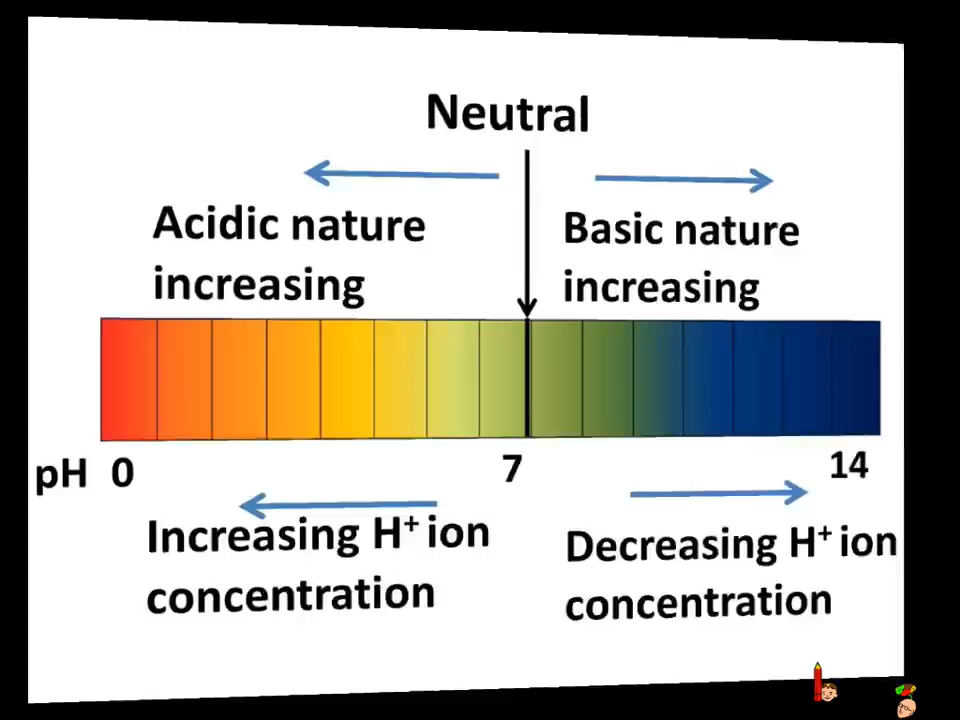 Neutral
Acidic nature
increasing
Basic nature
increasing
pH 0 7 14
Increasing H⁺ ion
concentration
Decreasing H⁺ ion
concentration